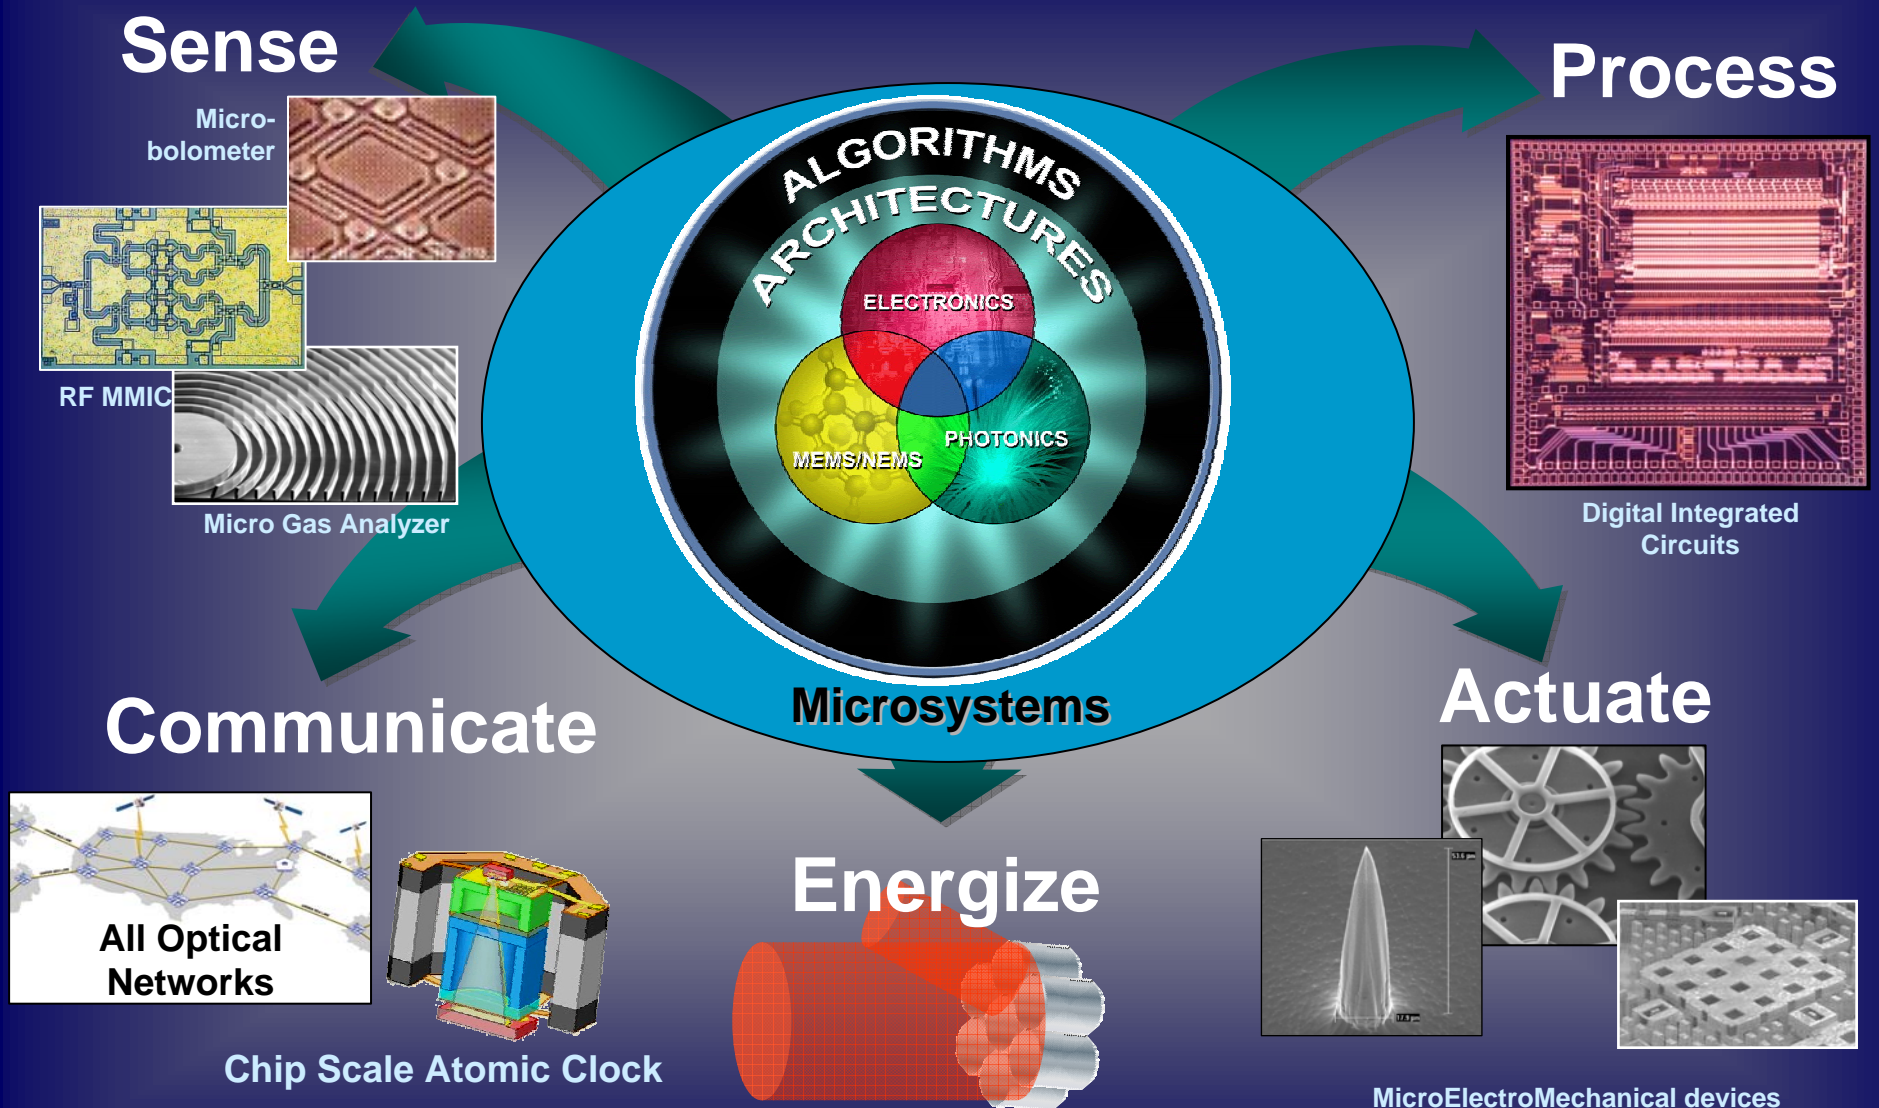 Sense
Process
Micro-
bolometer
ALGORITHMS
ARCHITECTURES
ELECTRONICS
RF MMIC
PHOTONICS
MEMS/NEMS
Micro Gas Analyzer
Digital Integrated
Circuits
Microsystems
Communicate
Actuate
Energize
All Optical
Networks
Chip Scale Atomic Clock
MicroElectroMechanical devices